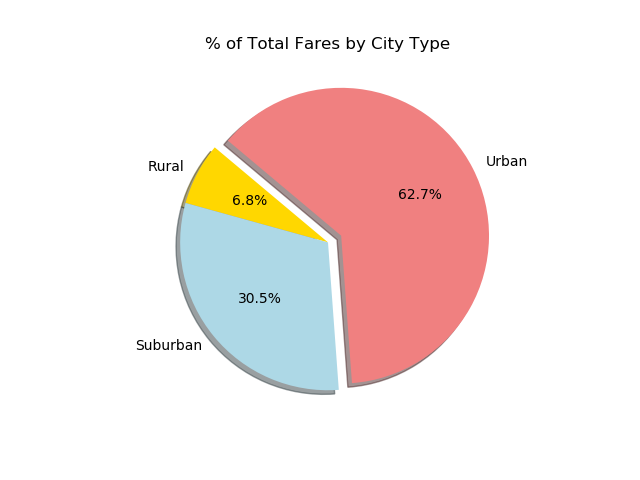 % of Total Fares by City Type
Urban
Rural
62.7%
6.8%
30.5%
Suburban